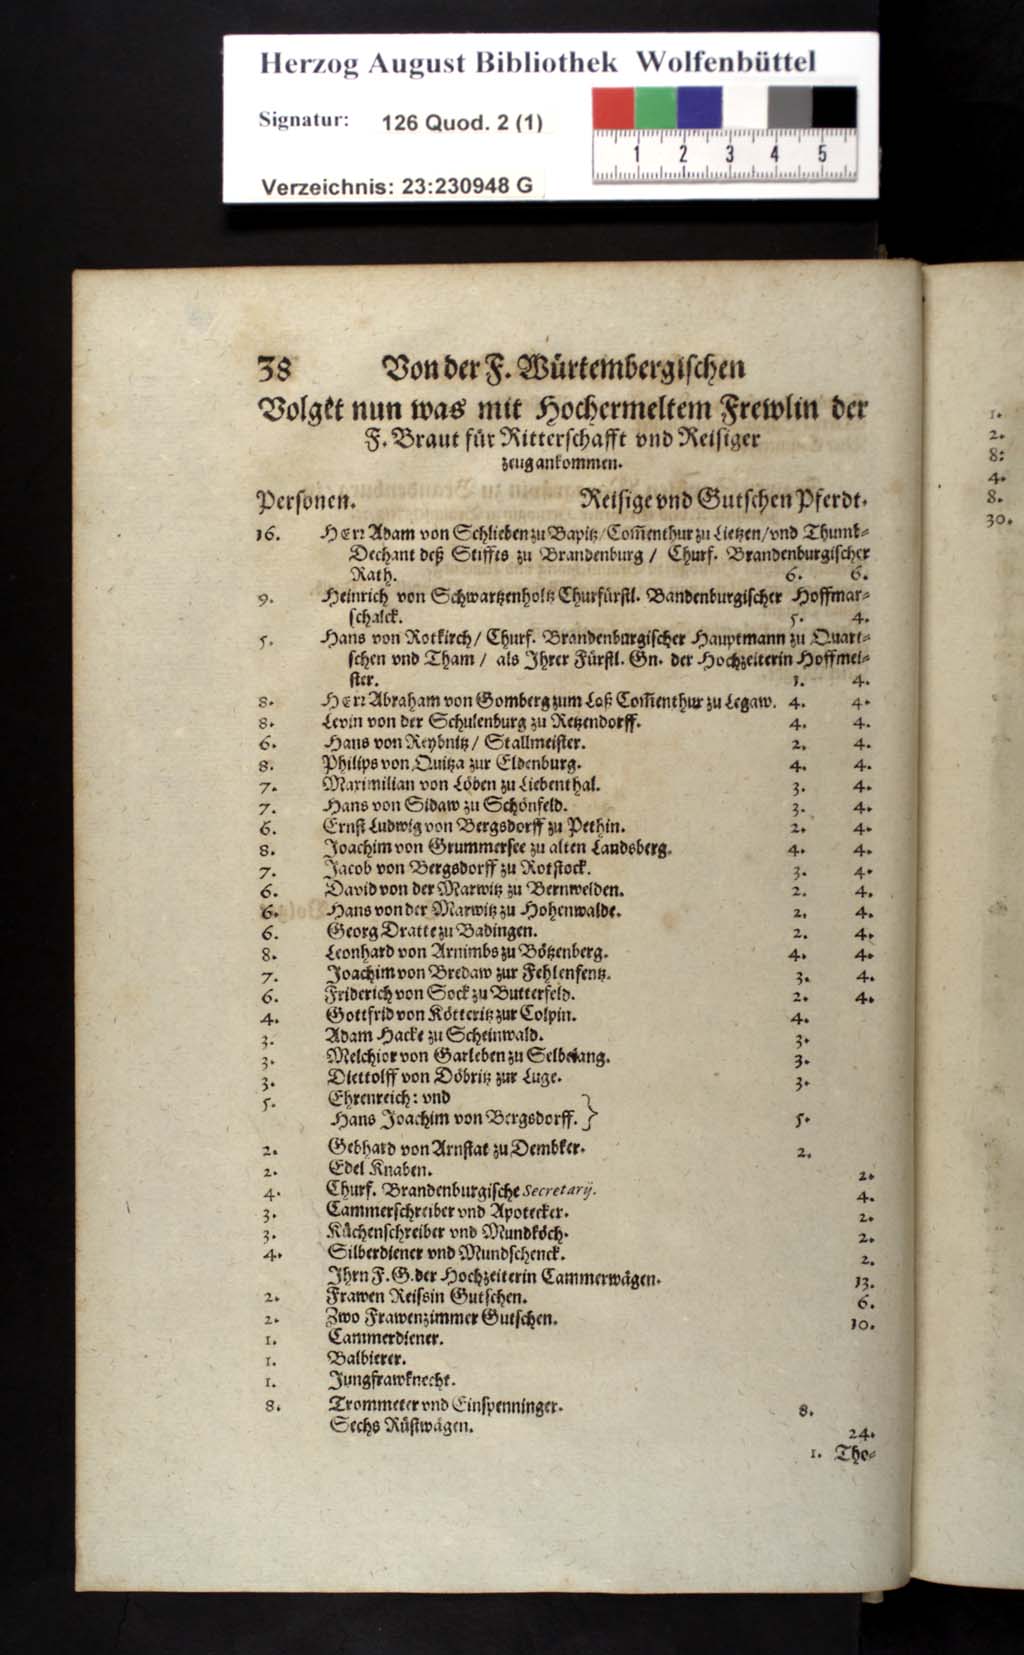 Herzog August Bibliothek Wolfenbüttel
Signatur: 126 Quod. 2 (1)
1 2 3 4 5
Verzeichnis: 23:230948 G
38 Von der F. Würtembergischen
Volget nun was mit Hochermeltem Frewlin der
F. Braut für Ritterschafft vnd Reisiger
zeug ankommen.
Personen. Reisige vnd Gutschen Pferdt.
16. HErr Adam von Schlieben zu Bapitz/Com̃enthur zu Lietzen/vnd Thumb-
Dechant deß Stiffts zu Brandenburg / Churf. Brandenburgischer
Rath. 6. 6.
9. Heinrich von Schwartzenholtz Churfürstl. Bandenburgischer Hoffmar-
schalck. 5. 4.
5. Hans von Rotkirch / Churf. Brandenburgischer Hauptmann zu Quart-
schen vnd Tham / als Ihrer Fürstl. Gn. der Hochzeiterin Hoffmei-
ster. 1. 4.
8. HErr Abraham von Gomberg zum Laß Com̃enthur zu Legaw. 4. 4.
8. Levin von der Schulenburg zu Retzendorff. 4. 4.
6. Hans von Reybnitz / Stallmeister. 2. 4.
8. Philips von Quitza zur Eldenburg. 4. 4.
7. Maximilian von Löben zu Liebenthal. 3. 4.
7. Hans von Sidaw zu Schönfeld. 3. 4.
6. Ernst Ludwig von Bergsdorff zu Pethin. 2. 4.
8. Joachim von Grummersee zu alten Landsberg. 4. 4.
7. Jacob von Bergsdorff zu Rotstock. 3. 4.
6. David von der Marwitz zu Bernwelden. 2. 4.
6. Hans von der Marwitz zu Hohenwalde. 2. 4.
6. Georg Dratte zu Badingen. 2. 4.
8. Leonhard von Arnimbs zu Bötzenberg. 4. 4.
7. Joachim von Bredaw zur Fehlenfentz. 3. 4.
6. Friderich von Sock zu Butterfeld. 2. 4.
4. Gottfrid von Kötteritz zur Colpin. 4.
3. Adam Hacke zu Scheinwald. 3.
3. Melchior von Garleben zu Selbelang. 3.
3. Diettolff von Döbritz zur Luge. 3.
5. Ehrenreich: vnd
Hans Joachim von Bergsdorff. } 5.
2. Gebhard von Arnstat zu Dembker. 2.
2. Edel Knaben. 2.
4. Churf. Brandenburgische Secretarij. 4.
3. Cammerschreiber vnd Apotecker. 2.
3. Küchenschreiber vnd Mundköch. 2.
4. Silberdiener vnd Mundschenck. 2.
Ihrn F. G. der Hochzeiterin Cammerwägen. 13.
2. Frawen Reissin Gutschen. 6.
2. Zwo Frawenzimmer Gutschen. 10.
1. Cammerdiener.
1. Balbierer.
1. Jungfrawknecht.
8. Trommeter vnd Einspenninger. 8.
Sechs Rüstwägen. 24.
1. Tho-
1.
2.
8:
4.
8.
30.